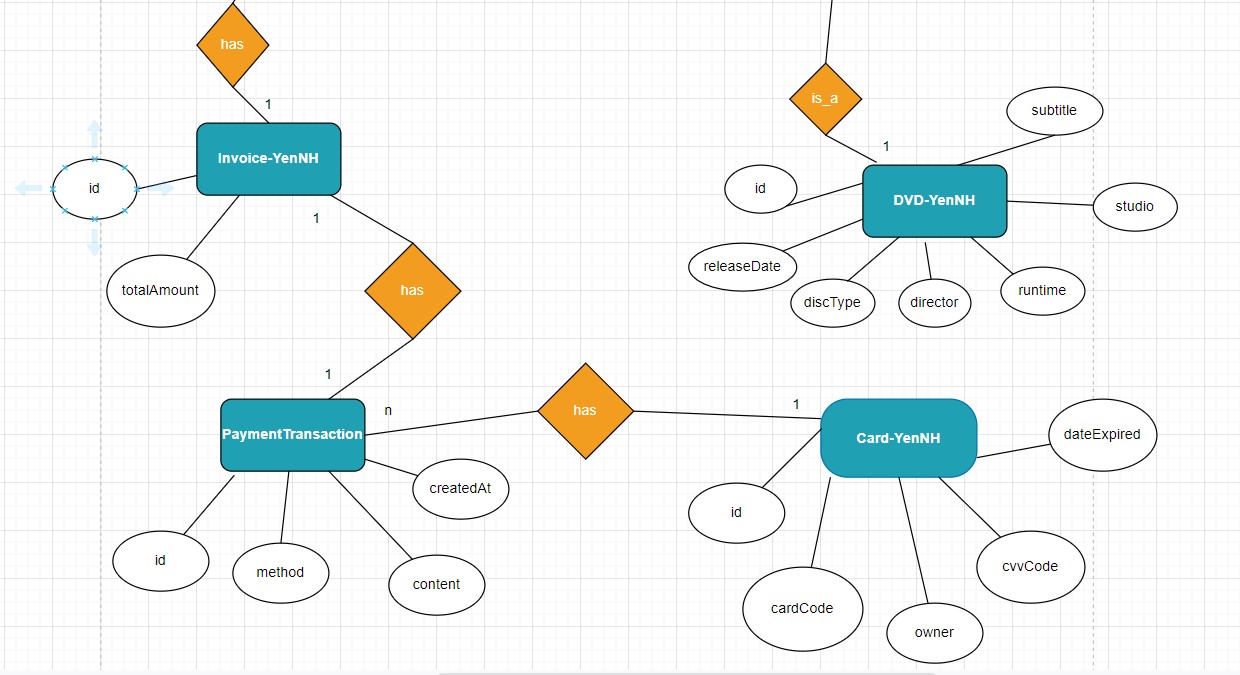 has
1
is_a
subtitle
1
Invoice-YenNH
id
id
DVD-YenNH
studio
1
releaseDate
totalAmount
has
discType
director
runtime
1
n
has
1
PaymentTransaction
Card-YenNH
dateExpired
createdAt
id
id
method
content
cvvCode
cardCode
owner